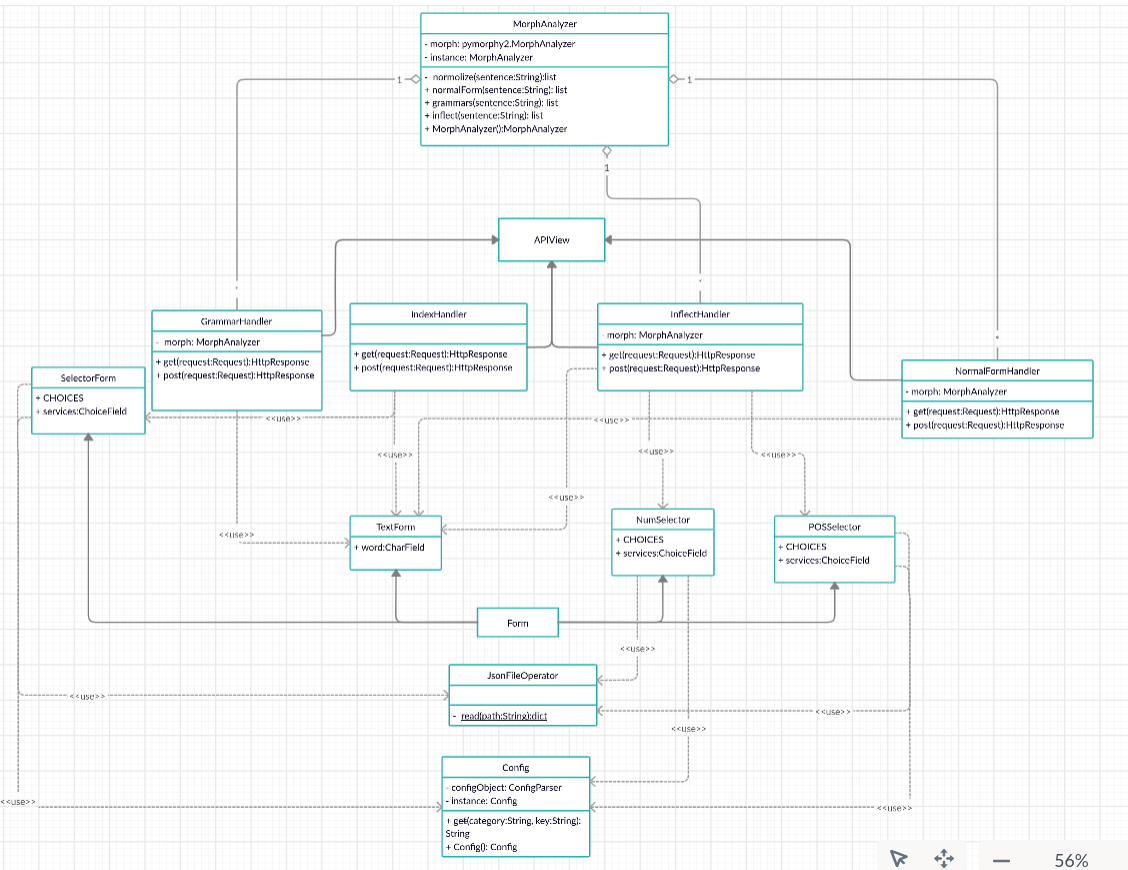 MorphAnalyzer
- morph: pymorphy2.MorphAnalyzer
- instance: MorphAnalyzer
- normolize(sentence:String):list
+ normalForm(sentence:String): list
+ grammars(sentence:String): list
+ inflect(sentence:String): list
+ MorphAnalyzer():MorphAnalyzer
1
1
1
APIView
*
*
*
GrammarHandler
- morph: MorphAnalyzer
+ get(request:Request):HttpResponse
+ post(request:Request):HttpResponse
IndexHandler
+ get(request:Request):HttpResponse
+ post(request:Request):HttpResponse
InflectHandler
- morph: MorphAnalyzer
+ get(request:Request):HttpResponse
+ post(request:Request):HttpResponse
NormalFormHandler
- morph: MorphAnalyzer
+ get(request:Request):HttpResponse
+ post(request:Request):HttpResponse
SelectorForm
+ CHOICES
+ services:ChoiceField
<<use>>
<<use>>
<<use>>
<<use>>
<<use>>
<<use>>
<<use>>
TextForm
+ word:CharField
NumSelector
+ CHOICES
+ services:ChoiceField
POSSelector
+ CHOICES
+ services:ChoiceField
Form
<<use>>
JsonFileOperator
- read(path:String):dict
<<use>>
<<use>>
<<use>>
Config
- configObject: ConfigParser
- instance: Config
+ get(category:String, key:String):
String
+ Config(): Config
<<use>>
<<use>>
56%